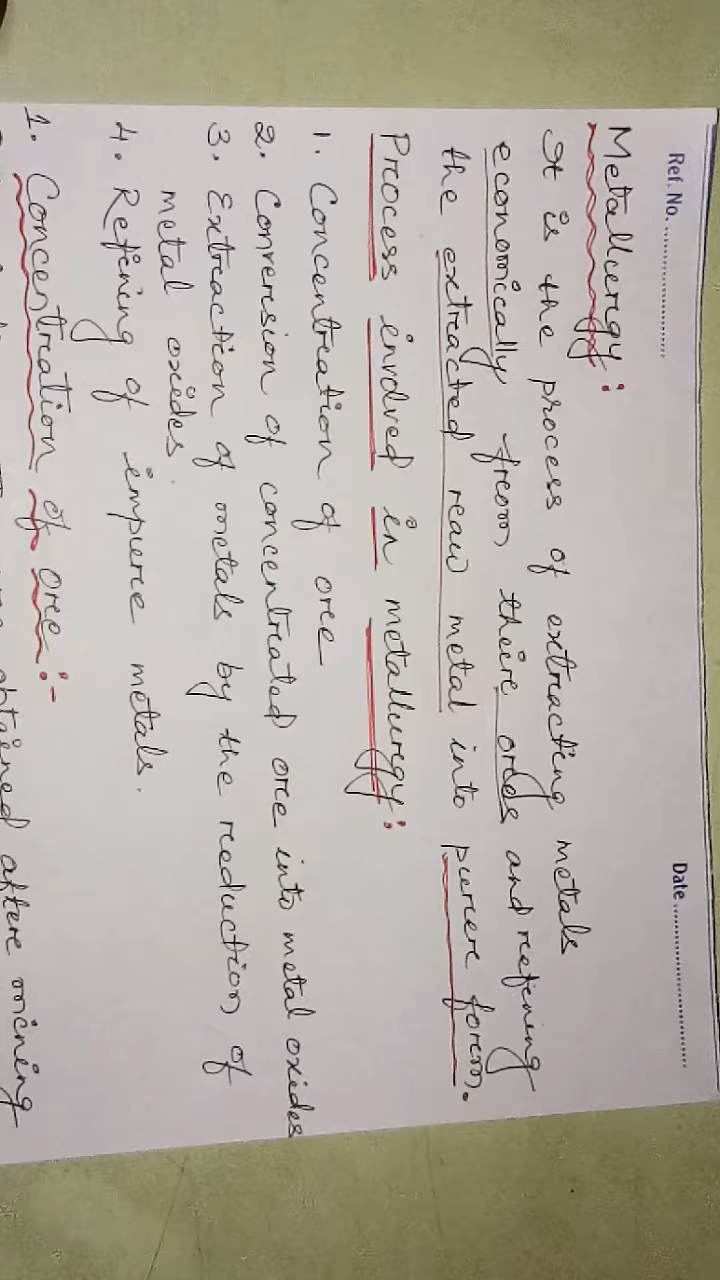 Ref. No. ........................ Date ........................
Metallurgy:
It is the process of extracting metals
economically from their ores and refining
the extracted raw metal into purer form.
Process involved in metallurgy:
1. Concentration of ore
2. Conversion of concentrated ore into metal oxides
3. Extraction of metals by the reduction of
metal oxides.
4. Refining of impure metals.
1. Concentration of ore:-
obtained after mining